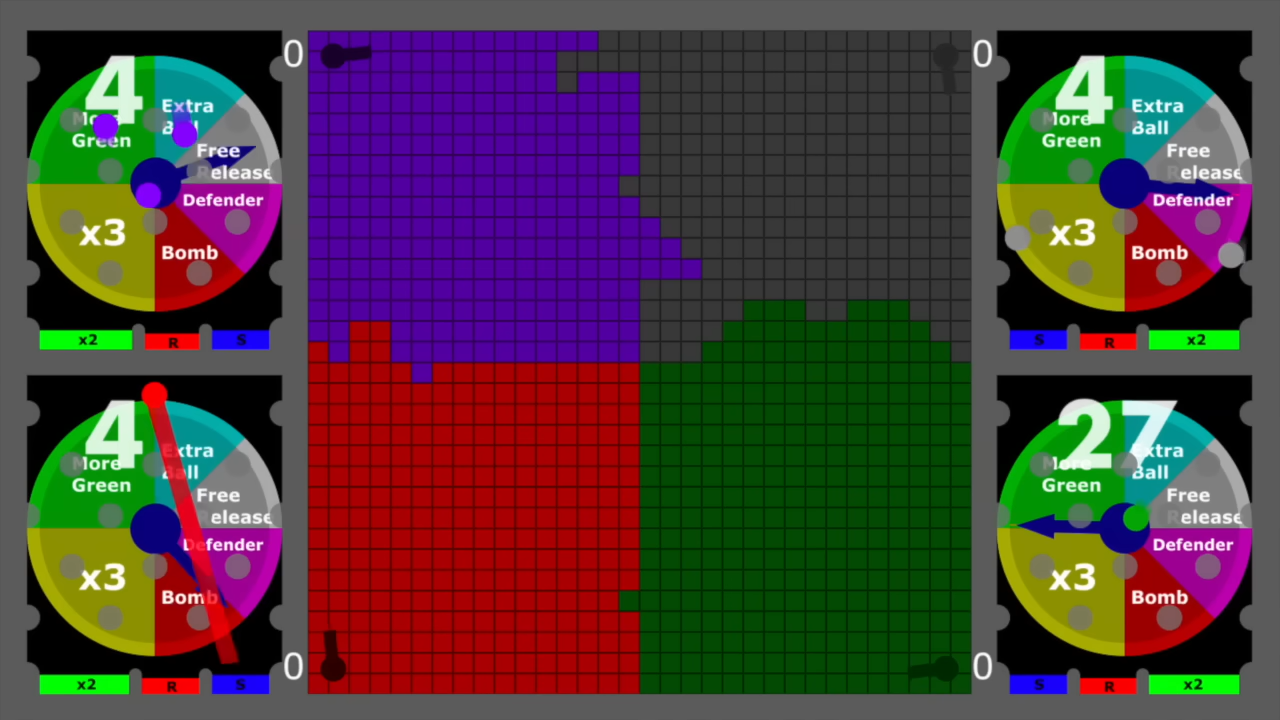 0
4
Extra
Ball
More
Green
Free
Release
Defender
x3
Bomb
x2 R S
0
4
Extra
Ball
More
Green
Free
Release
Defender
x3
Bomb
S R x2
4
Extra
Ball
More
Green
Free
Release
Defender
x3
Bomb
0
x2 R S
27
Extra
Ball
More
Green
Free
Release
Defender
x3
Bomb
0
S R x2